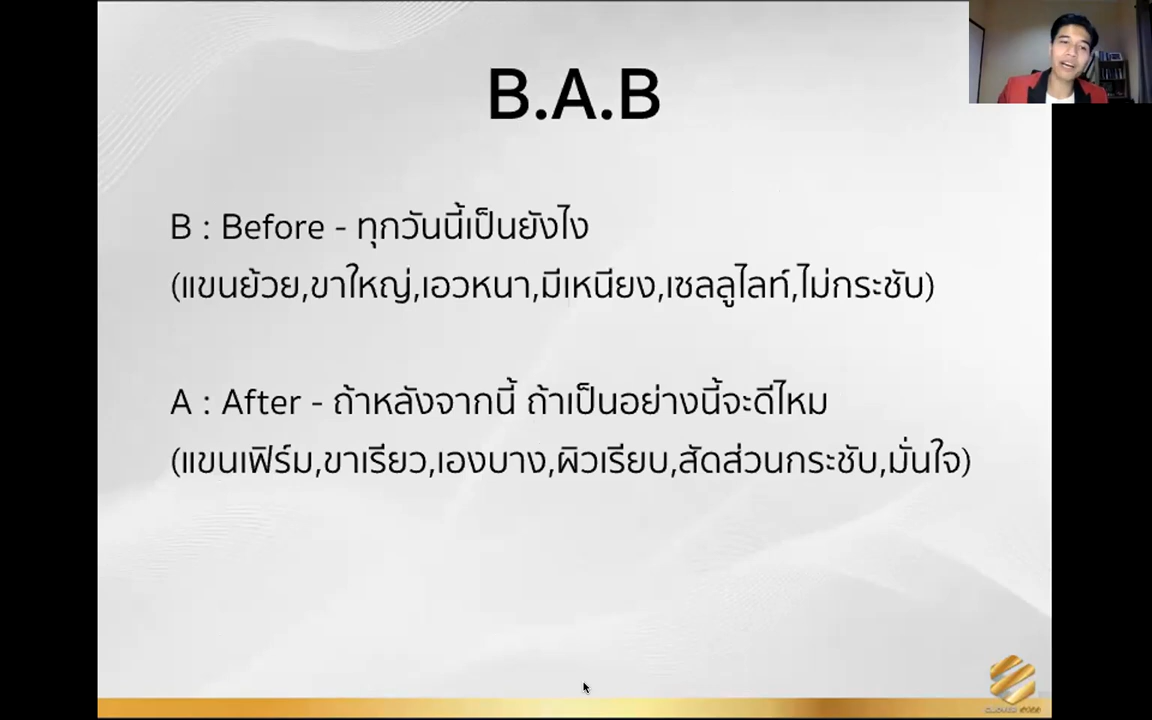 B.A.B
B : Before - ทุกวันนี้เป็นยังไง
(แขนย้วย,ขาใหญ่,เอวหนา,มีเหนียง,เซลลูไลท์,ไม่กระชับ)
A : After - ถ้าหลังจากนี้ ถ้าเป็นอย่างนี้จะดีไหม
(แขนเฟิร์ม,ขาเรียว,เองบาง,ผิวเรียบ,สัดส่วนกระชับ,มั่นใจ)